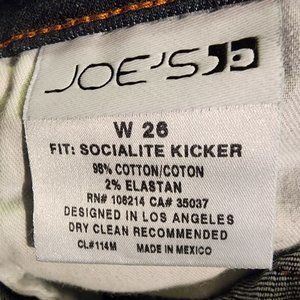 JOE'S
W 26
FIT: SOCIALITE KICKER
98% COTTON/COTON
2% ELASTAN
RN# 106214 CA# 35037
DESIGNED IN LOS ANGELES
DRY CLEAN RECOMMENDED
CL#114M MADE IN MEXICO